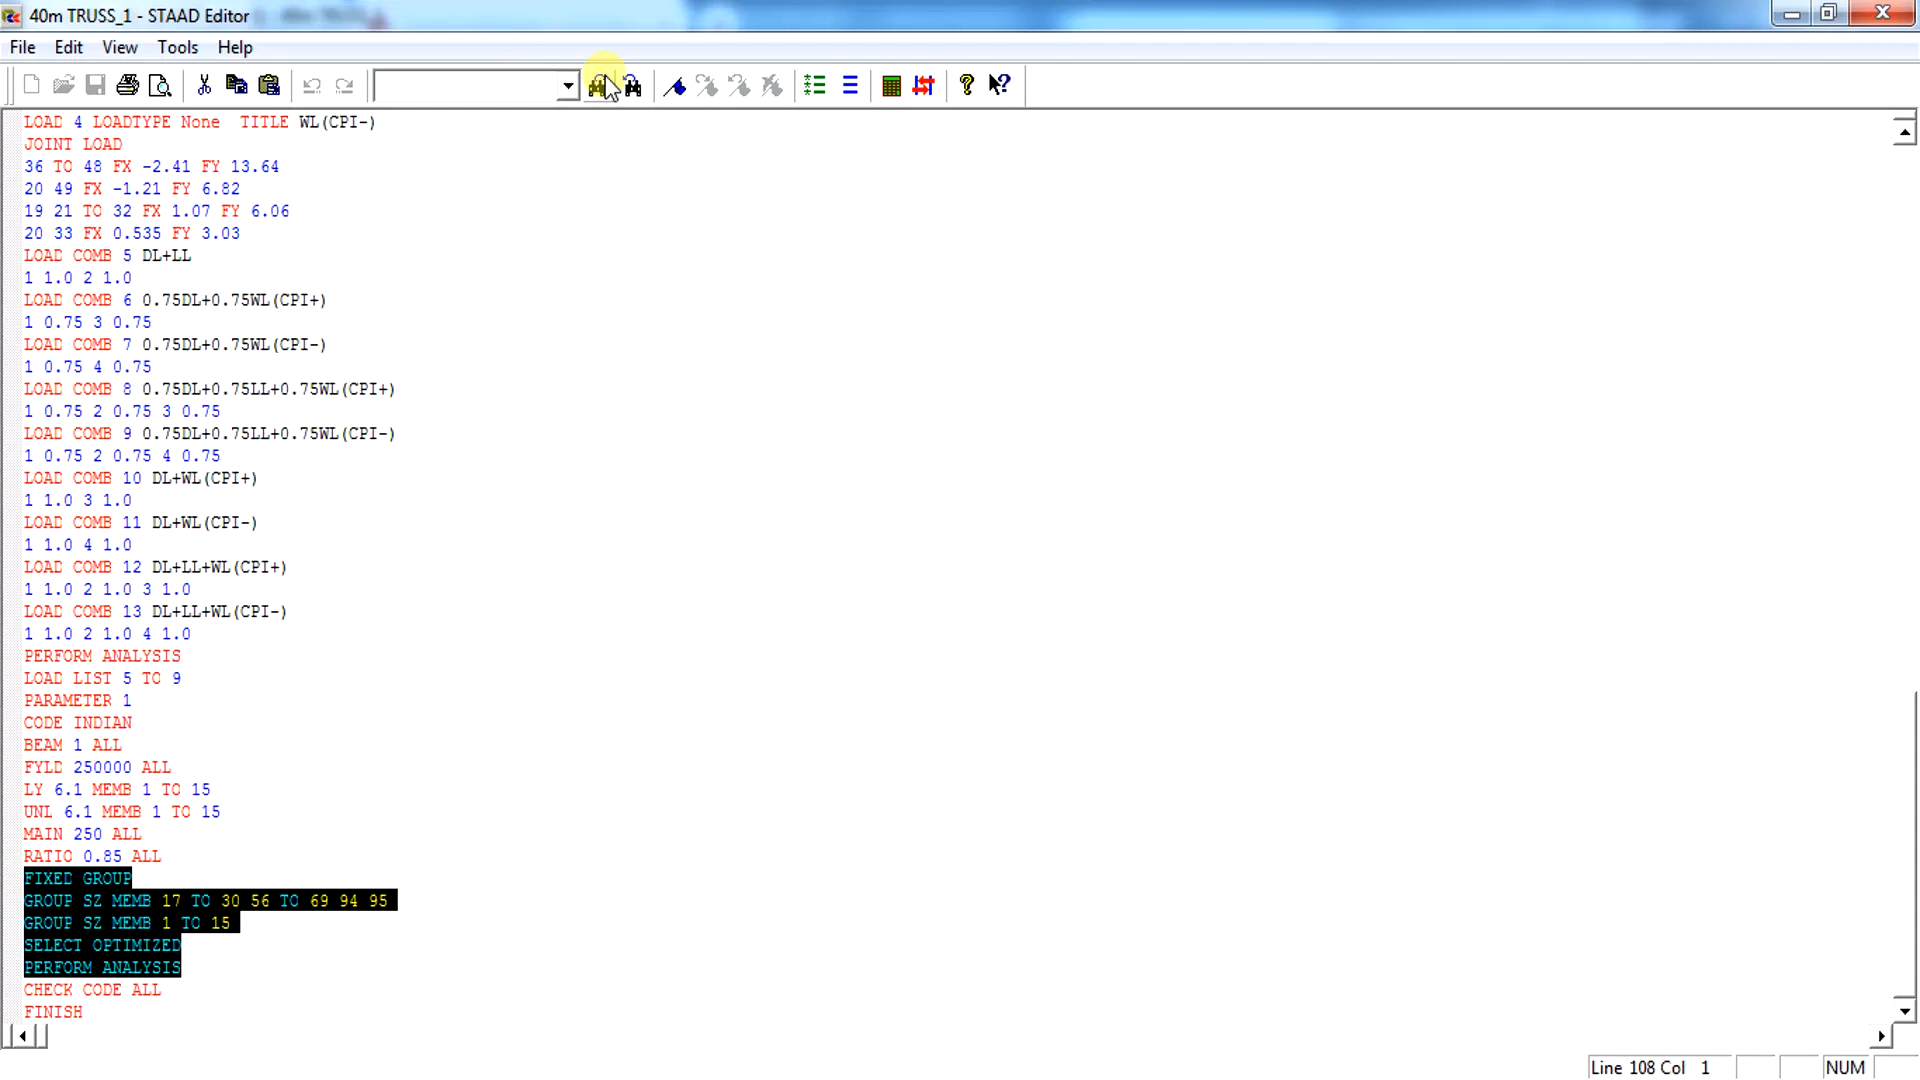 40m TRUSS_1 - STAAD Editor
File Edit View Tools Help
LOAD 4 LOADTYPE None  TITLE WL(CPI-)
JOINT LOAD
36 TO 48 FX -2.41 FY 13.64
20 49 FX -1.21 FY 6.82
19 21 TO 32 FX 1.07 FY 6.06
20 33 FX 0.535 FY 3.03
LOAD COMB 5 DL+LL
1 1.0 2 1.0
LOAD COMB 6 0.75DL+0.75WL(CPI+)
1 0.75 3 0.75
LOAD COMB 7 0.75DL+0.75WL(CPI-)
1 0.75 4 0.75
LOAD COMB 8 0.75DL+0.75LL+0.75WL(CPI+)
1 0.75 2 0.75 3 0.75
LOAD COMB 9 0.75DL+0.75LL+0.75WL(CPI-)
1 0.75 2 0.75 4 0.75
LOAD COMB 10 DL+WL(CPI+)
1 1.0 3 1.0
LOAD COMB 11 DL+WL(CPI-)
1 1.0 4 1.0
LOAD COMB 12 DL+LL+WL(CPI+)
1 1.0 2 1.0 3 1.0
LOAD COMB 13 DL+LL+WL(CPI-)
1 1.0 2 1.0 4 1.0
PERFORM ANALYSIS
LOAD LIST 5 TO 9
PARAMETER 1
CODE INDIAN
BEAM 1 ALL
FYLD 250000 ALL
LY 6.1 MEMB 1 TO 15
UNL 6.1 MEMB 1 TO 15
MAIN 250 ALL
RATIO 0.85 ALL
FIXED GROUP
GROUP SZ MEMB 17 TO 30 56 TO 69 94 95
GROUP SZ MEMB 1 TO 15
SELECT OPTIMIZED
PERFORM ANALYSIS
CHECK CODE ALL
FINISH
Line 108 Col 1 NUM